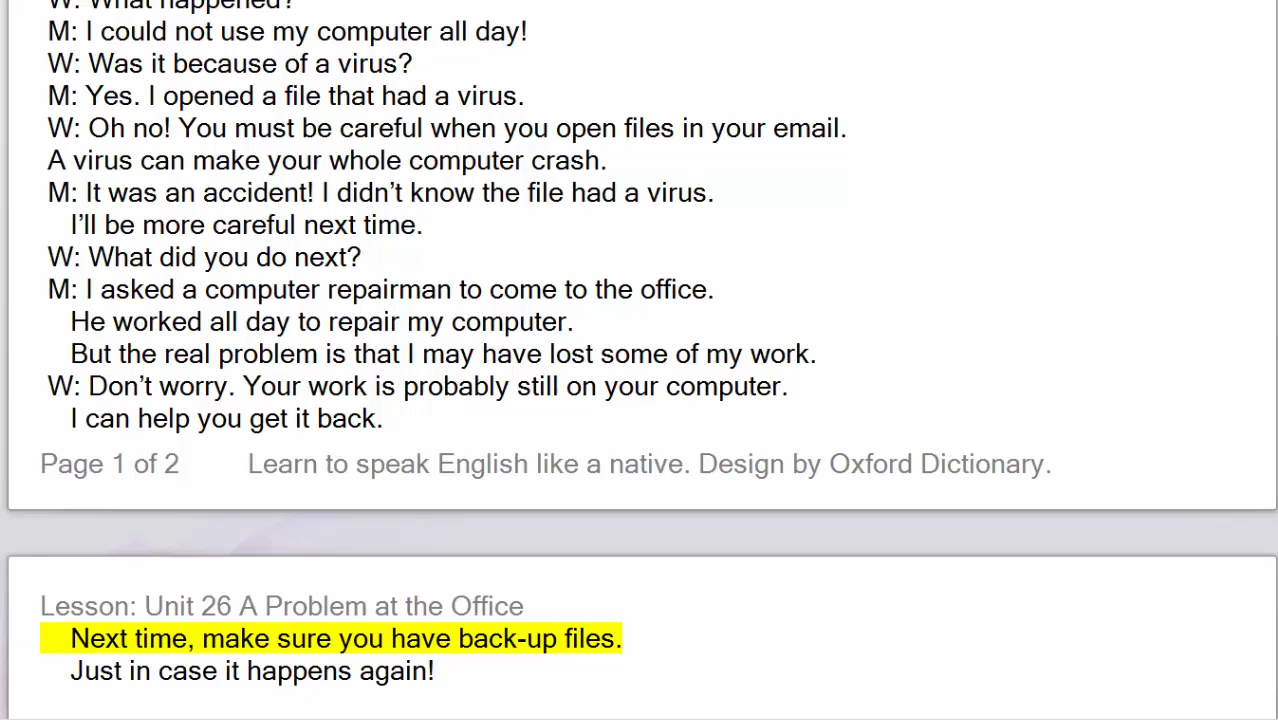 W: What happened?
M: I could not use my computer all day!
W: Was it because of a virus?
M: Yes. I opened a file that had a virus.
W: Oh no! You must be careful when you open files in your email.
A virus can make your whole computer crash.
M: It was an accident! I didn’t know the file had a virus.
I’ll be more careful next time.
W: What did you do next?
M: I asked a computer repairman to come to the office.
He worked all day to repair my computer.
But the real problem is that I may have lost some of my work.
W: Don’t worry. Your work is probably still on your computer.
I can help you get it back.
Page 1 of 2 Learn to speak English like a native. Design by Oxford Dictionary.
Lesson: Unit 26 A Problem at the Office
Next time, make sure you have back-up files.
Just in case it happens again!